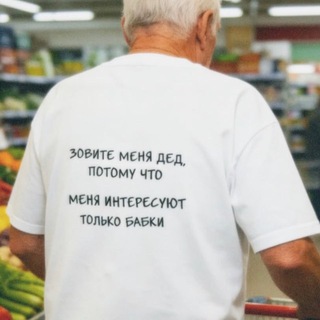 ЗОВИТЕ МЕНЯ ДЕД,
ПОТОМУ ЧТО
МЕНЯ ИНТЕРЕСУЮТ
ТОЛЬКО БАБКИ